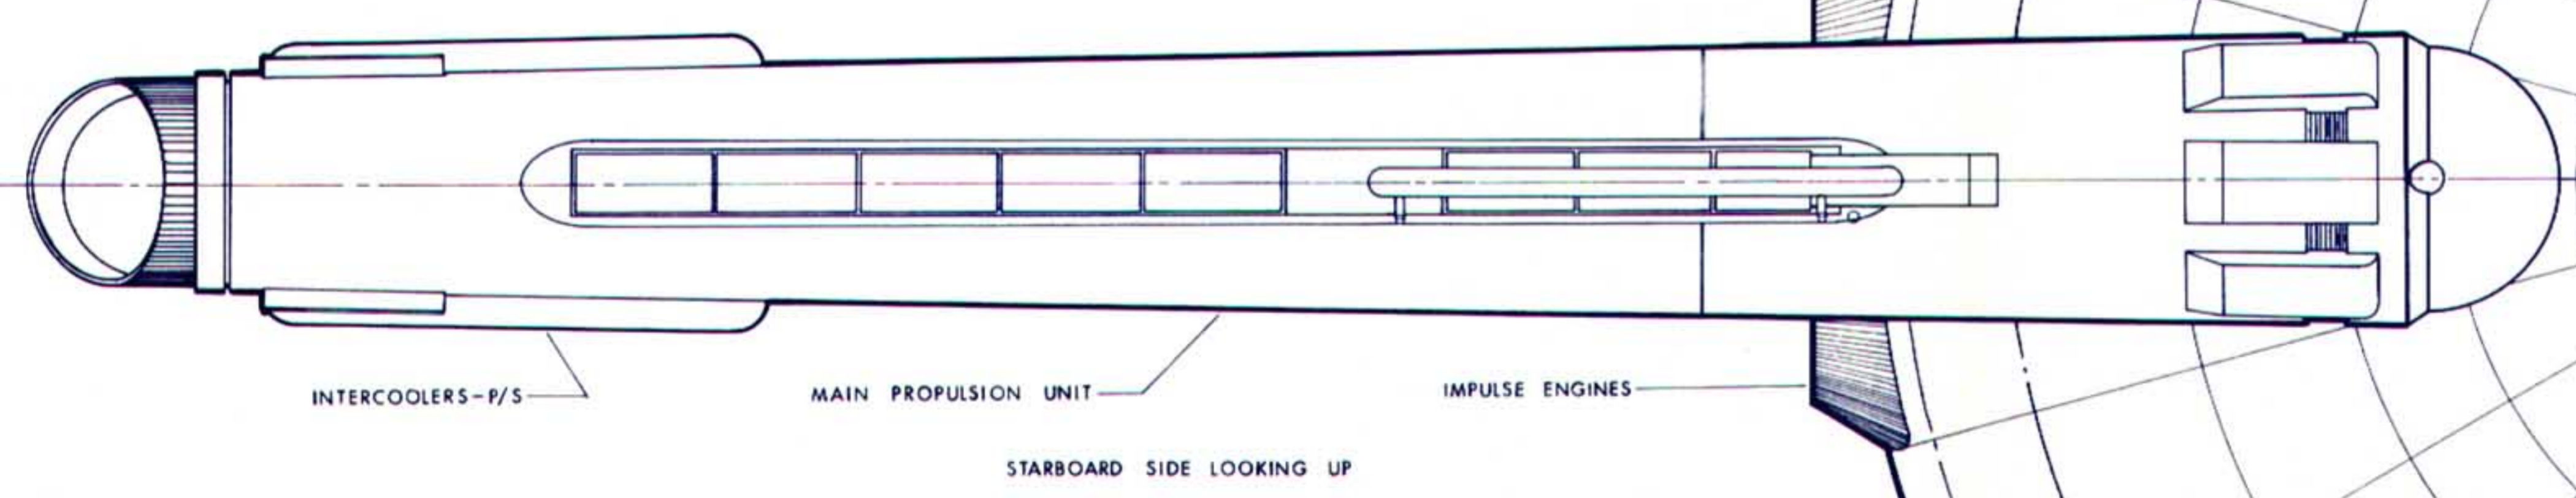 INTERCOOLERS-P/S
MAIN PROPULSION UNIT
IMPULSE ENGINES
STARBOARD SIDE LOOKING UP